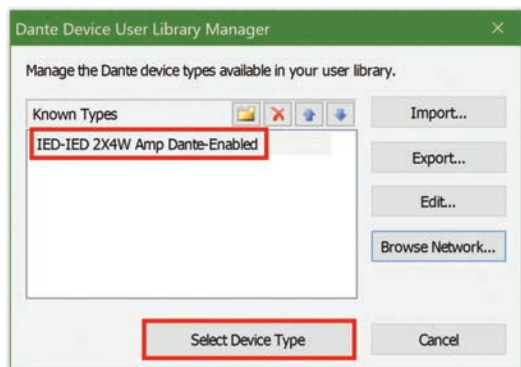 Dante Device User Library Manager
Manage the Dante device types available in your user library.
Known Types
Import...
IED-IED 2X4W Amp Dante-Enabled
Export...
Edit...
Browse Network...
Select Device Type
Cancel